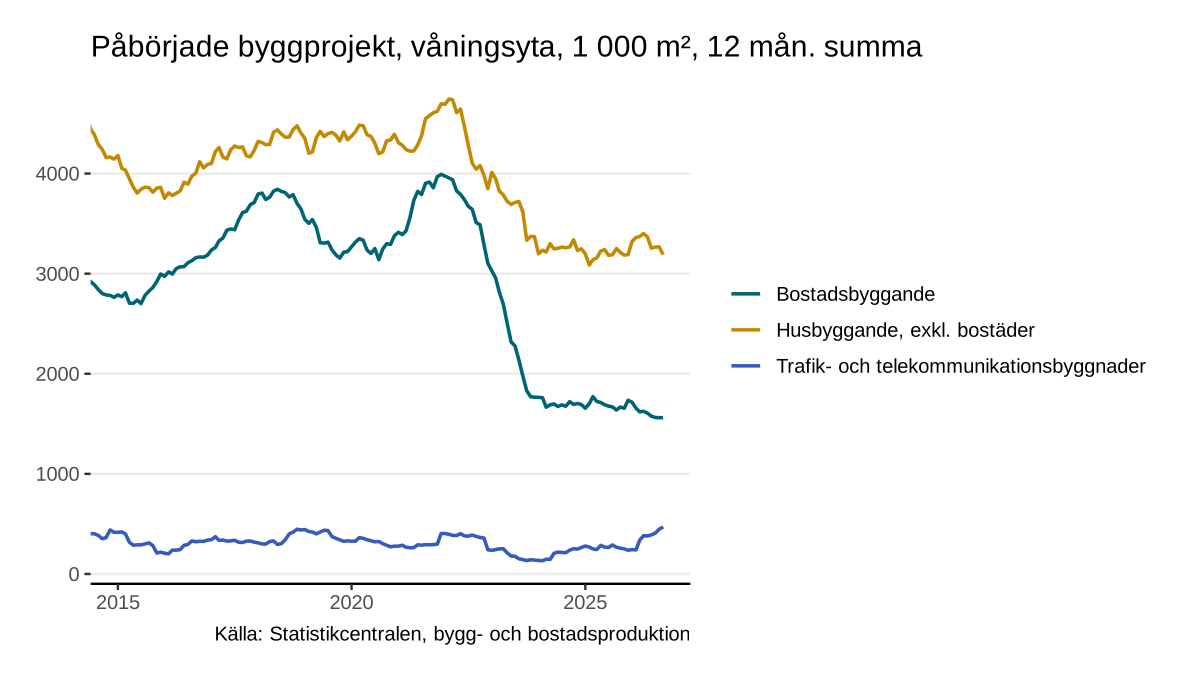 Påbörjade byggprojekt, våningsyta, 1 000 m², 12 mån. summa
4000
3000
2000
1000
0
2015 2020 2025
Bostadsbyggande
Husbyggande, exkl. bostäder
Trafik- och telekommunikationsbyggnader
Källa: Statistikcentralen, bygg- och bostadsproduktion